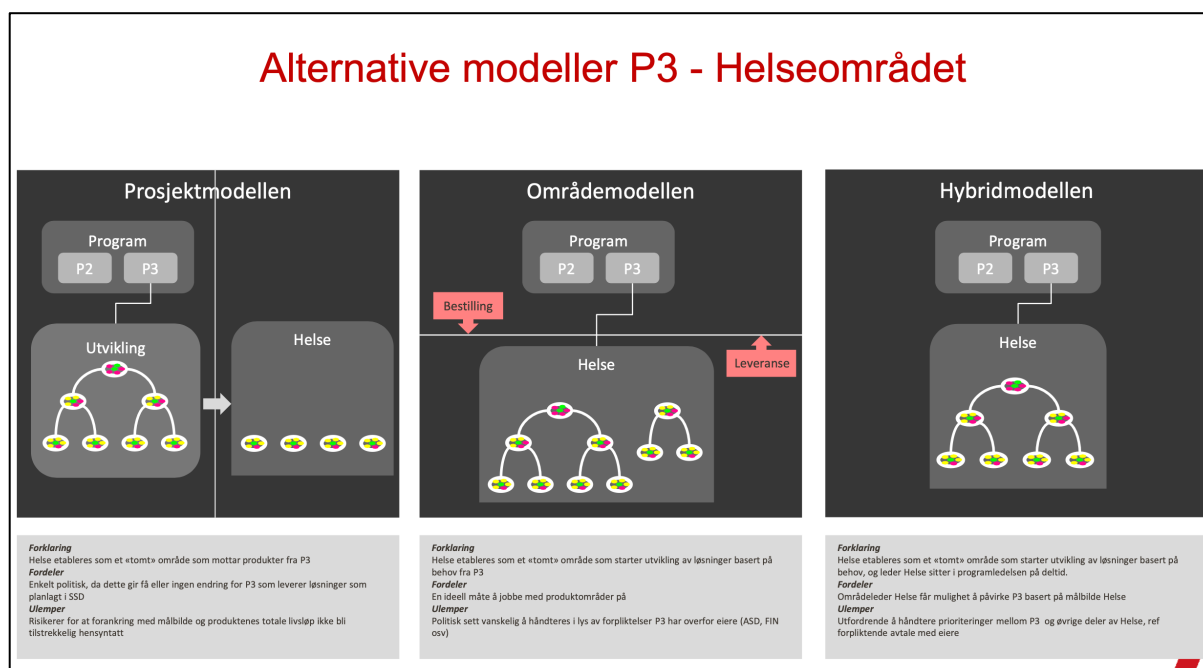 Alternative modeller P3 - Helseområdet
Prosjektmodellen
Program
P2
P3
Utvikling
Helse
Områdemodellen
Program
P2
P3
Bestilling
Leveranse
Helse
Hybridmodellen
Program
P2
P3
Helse
Forklaring
Helse etableres som et «tomt» område som mottar produkter fra P3
Fordeler
Enkelt politisk, da dette gir få eller ingen endring for P3 som leverer løsninger som
planlagt i SSD
Ulemper
Risikerer for at forankring med målbilde og produktenes totale livsløp ikke bli
tilstrekkelig hensyntatt
Forklaring
Helse etableres som et «tomt» område som starter utvikling av løsninger basert på
behov fra P3
Fordeler
En ideell måte å jobbe med produktområder på
Ulemper
Politisk sett vanskelig å håndteres i lys av forpliktelser P3 har overfor eiere (ASD, FIN
osv)
Forklaring
Helse etableres som et «tomt» område som starter utvikling av løsninger basert på
behov, og leder Helse sitter i programledelsen på deltid.
Fordeler
Områdeleder Helse får mulighet å påvirke P3 basert på målbilde Helse
Ulemper
Utfordrende å håndtere prioriteringer mellom P3 og øvrige deler av Helse, ref
forpliktende avtale med eiere